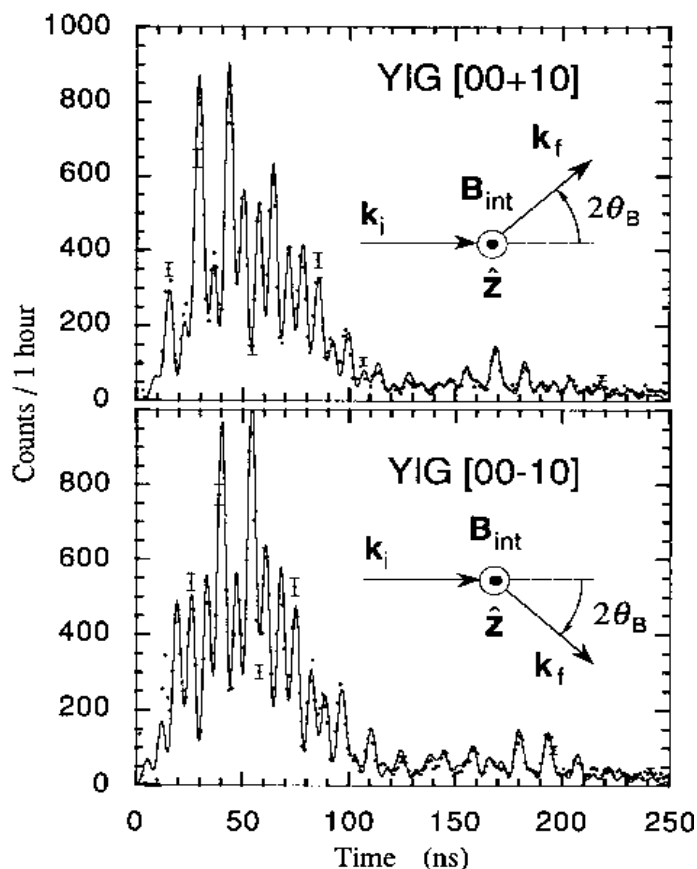 1000
YIG [00+10]
800
k_f
600
B_int
k_i
2θ_B
400
ẑ
200
0
Counts / 1 hour
YIG [00-10]
800
B_int
k_i
600
ẑ
2θ_B
400
k_f
200
0
0 50 100 150 200 250
Time (ns)